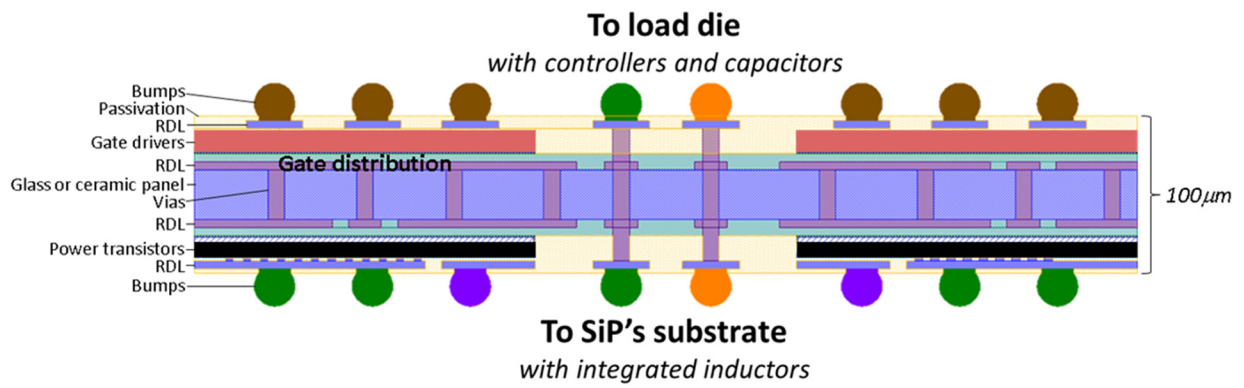 To load die
with controllers and capacitors
Bumps
Passivation
RDL
Gate drivers
RDL
Gate distribution
Glass or ceramic panel
Vias
100μm
RDL
Power transistors
RDL
Bumps
To SiP's substrate
with integrated inductors